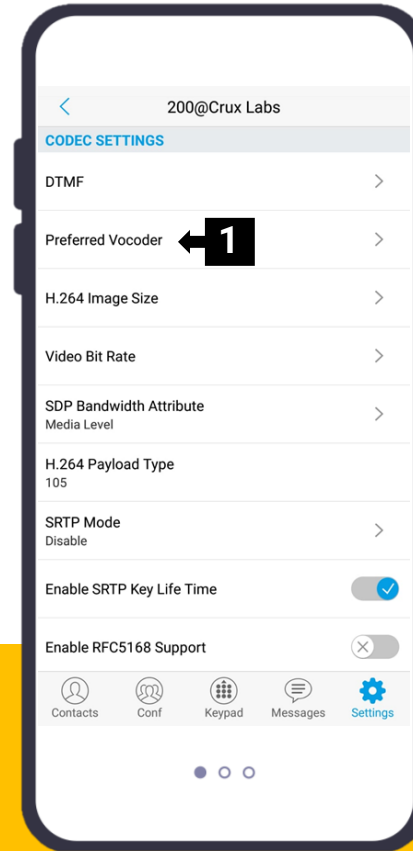 200@Crux Labs
CODEC SETTINGS
DTMF
Preferred Vocoder 1
H.264 Image Size
Video Bit Rate
SDP Bandwidth Attribute
Media Level
H.264 Payload Type
105
SRTP Mode
Disable
Enable SRTP Key Life Time
Enable RFC5168 Support
Contacts Conf Keypad Messages Settings